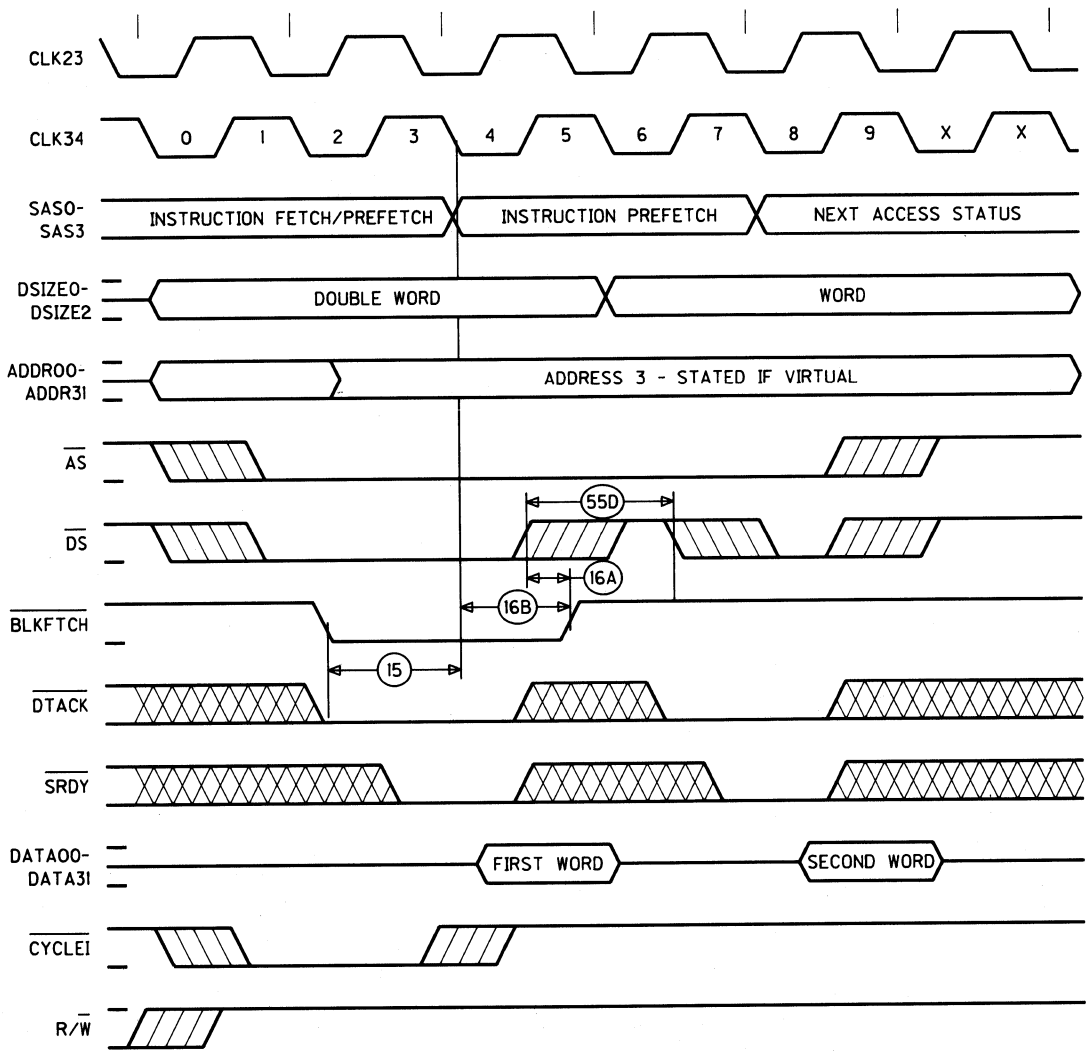 CLK23
CLK34
0 1 2 3 4 5 6 7 8 9 X X
SAS0-
SAS3
INSTRUCTION FETCH/PREFETCH
INSTRUCTION PREFETCH
NEXT ACCESS STATUS
DSIZE0-
DSIZE2
DOUBLE WORD
WORD
ADDR00-
ADDR31
ADDRESS 3 - STATED IF VIRTUAL
AS
55D
DS
16A
BLKFTCH
16B
15
DTACK
SRDY
DATA00-
DATA31
FIRST WORD
SECOND WORD
CYCLEI
R/W